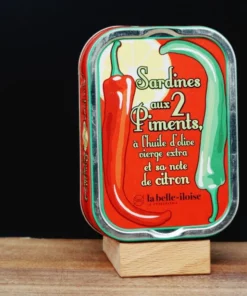 Sardines
aux 2
Piments,
à l'huile d'olive
vierge extra
et sa note
de citron
la belle-iloise